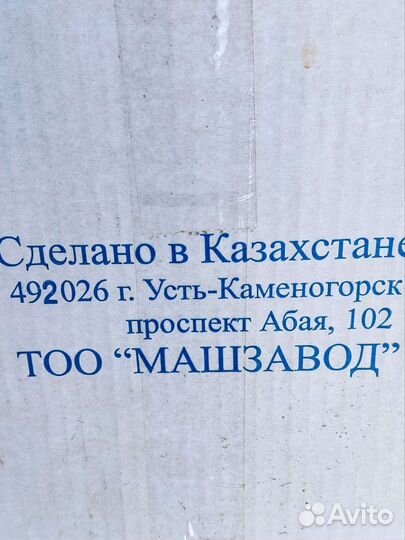 Сделано в Казахстане
492026 г. Усть-Каменогорск
проспект Абая, 102
ТОО “МАШЗАВОД”
Avito